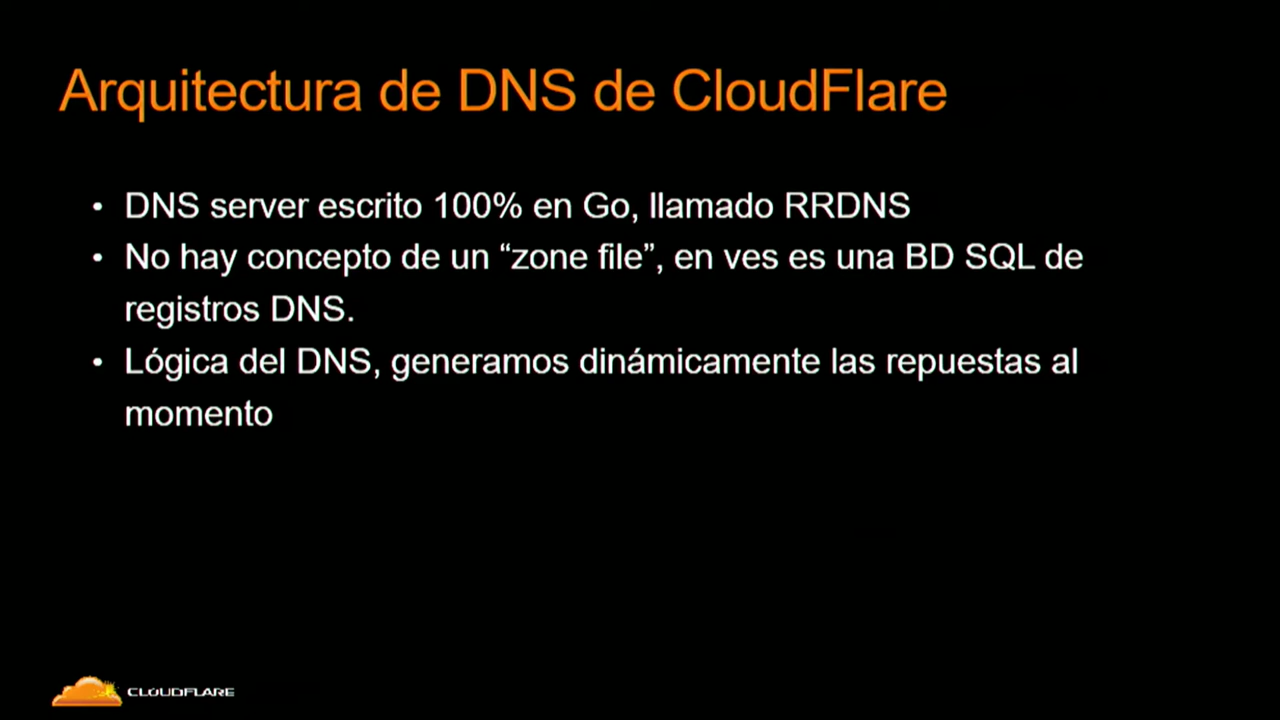 Arquitectura de DNS de CloudFlare
• DNS server escrito 100% en Go, llamado RRDNS
• No hay concepto de un “zone file”, en ves es una BD SQL de
registros DNS.
• Lógica del DNS, generamos dinámicamente las repuestas al
momento
CLOUDFLARE